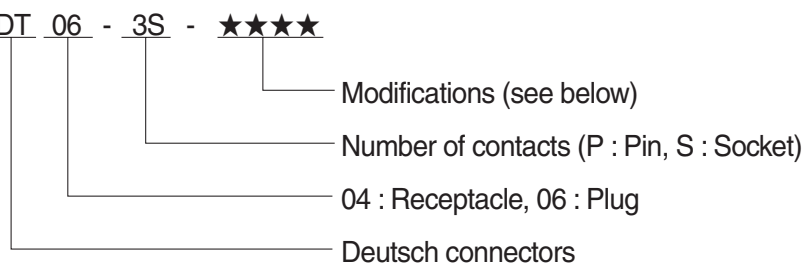 DT 06 - 3S - ★★★★
Modifications (see below)
Number of contacts (P : Pin, S : Socket)
04 : Receptacle, 06 : Plug
Deutsch connectors